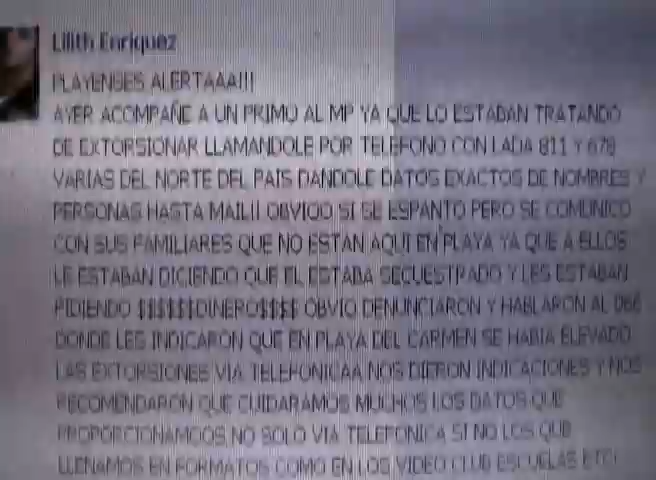 Lilith Enriquez
PLAYENSES ALERTAAA!!!
AYER ACOMPAÑE A UN PRIMO AL MP YA QUE LO ESTABAN TRATANDO
DE EXTORSIONAR LLAMANDOLE POR TELEFONO CON LADA 811 Y 678
VARIAS DEL NORTE DEL PAIS DANDOLE DATOS EXACTOS DE NOMBRES Y
PERSONAS HASTA MAIL!! OBVIOO SI SE ESPANTO PERO SE COMUNICO
CON SUS FAMILIARES QUE NO ESTAN AQUI EN PLAYA YA QUE A ELLOS
LE ESTABAN DICIENDO QUE EL ESTABA SECUESTRADO Y LES ESTABAN
PIDIENDO $$$$$$DINERO$$$$ OBVIO DENUNCIARON Y HABLARON AL 066
DONDE LES INDICARON QUE EN PLAYA DEL CARMEN SE HABIA ELEVADO
LAS EXTORSIONES VIA TELEFONICAA NOS DIERON INDICACIONES Y NOS
RECOMENDARON QUE CUIDARAMOS MUCHOS LOS DATOS QUE
PROPORCIONAMOOS NO SOLO VIA TELEFONICA SI NO LOS QUE
LLENAMOS EN FORMATOS COMO EN LOS VIDEO CLUB ESCUELAS ETC!